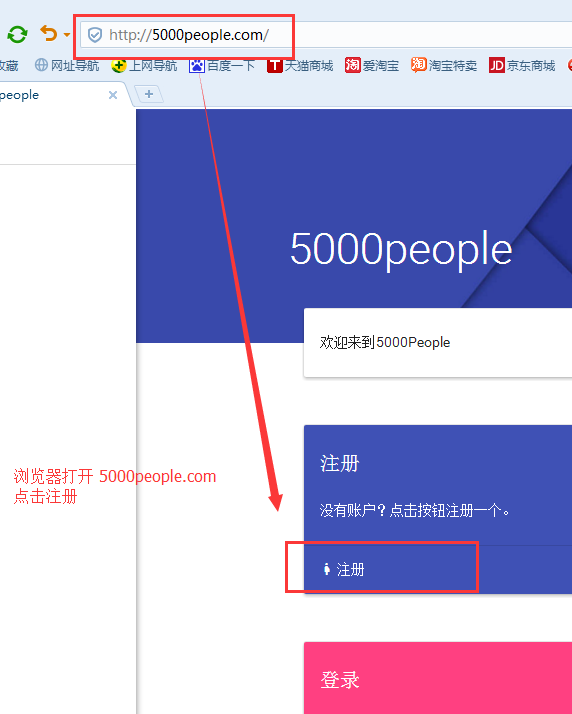 http://5000people.com/
收藏 网址导航 上网导航 百度一下 天猫商城 爱淘宝 淘宝特卖 京东商城
people
5000people
欢迎来到5000People
浏览器打开 5000people.com
点击注册
注册
没有账户？点击按钮注册一个。
注册
登录